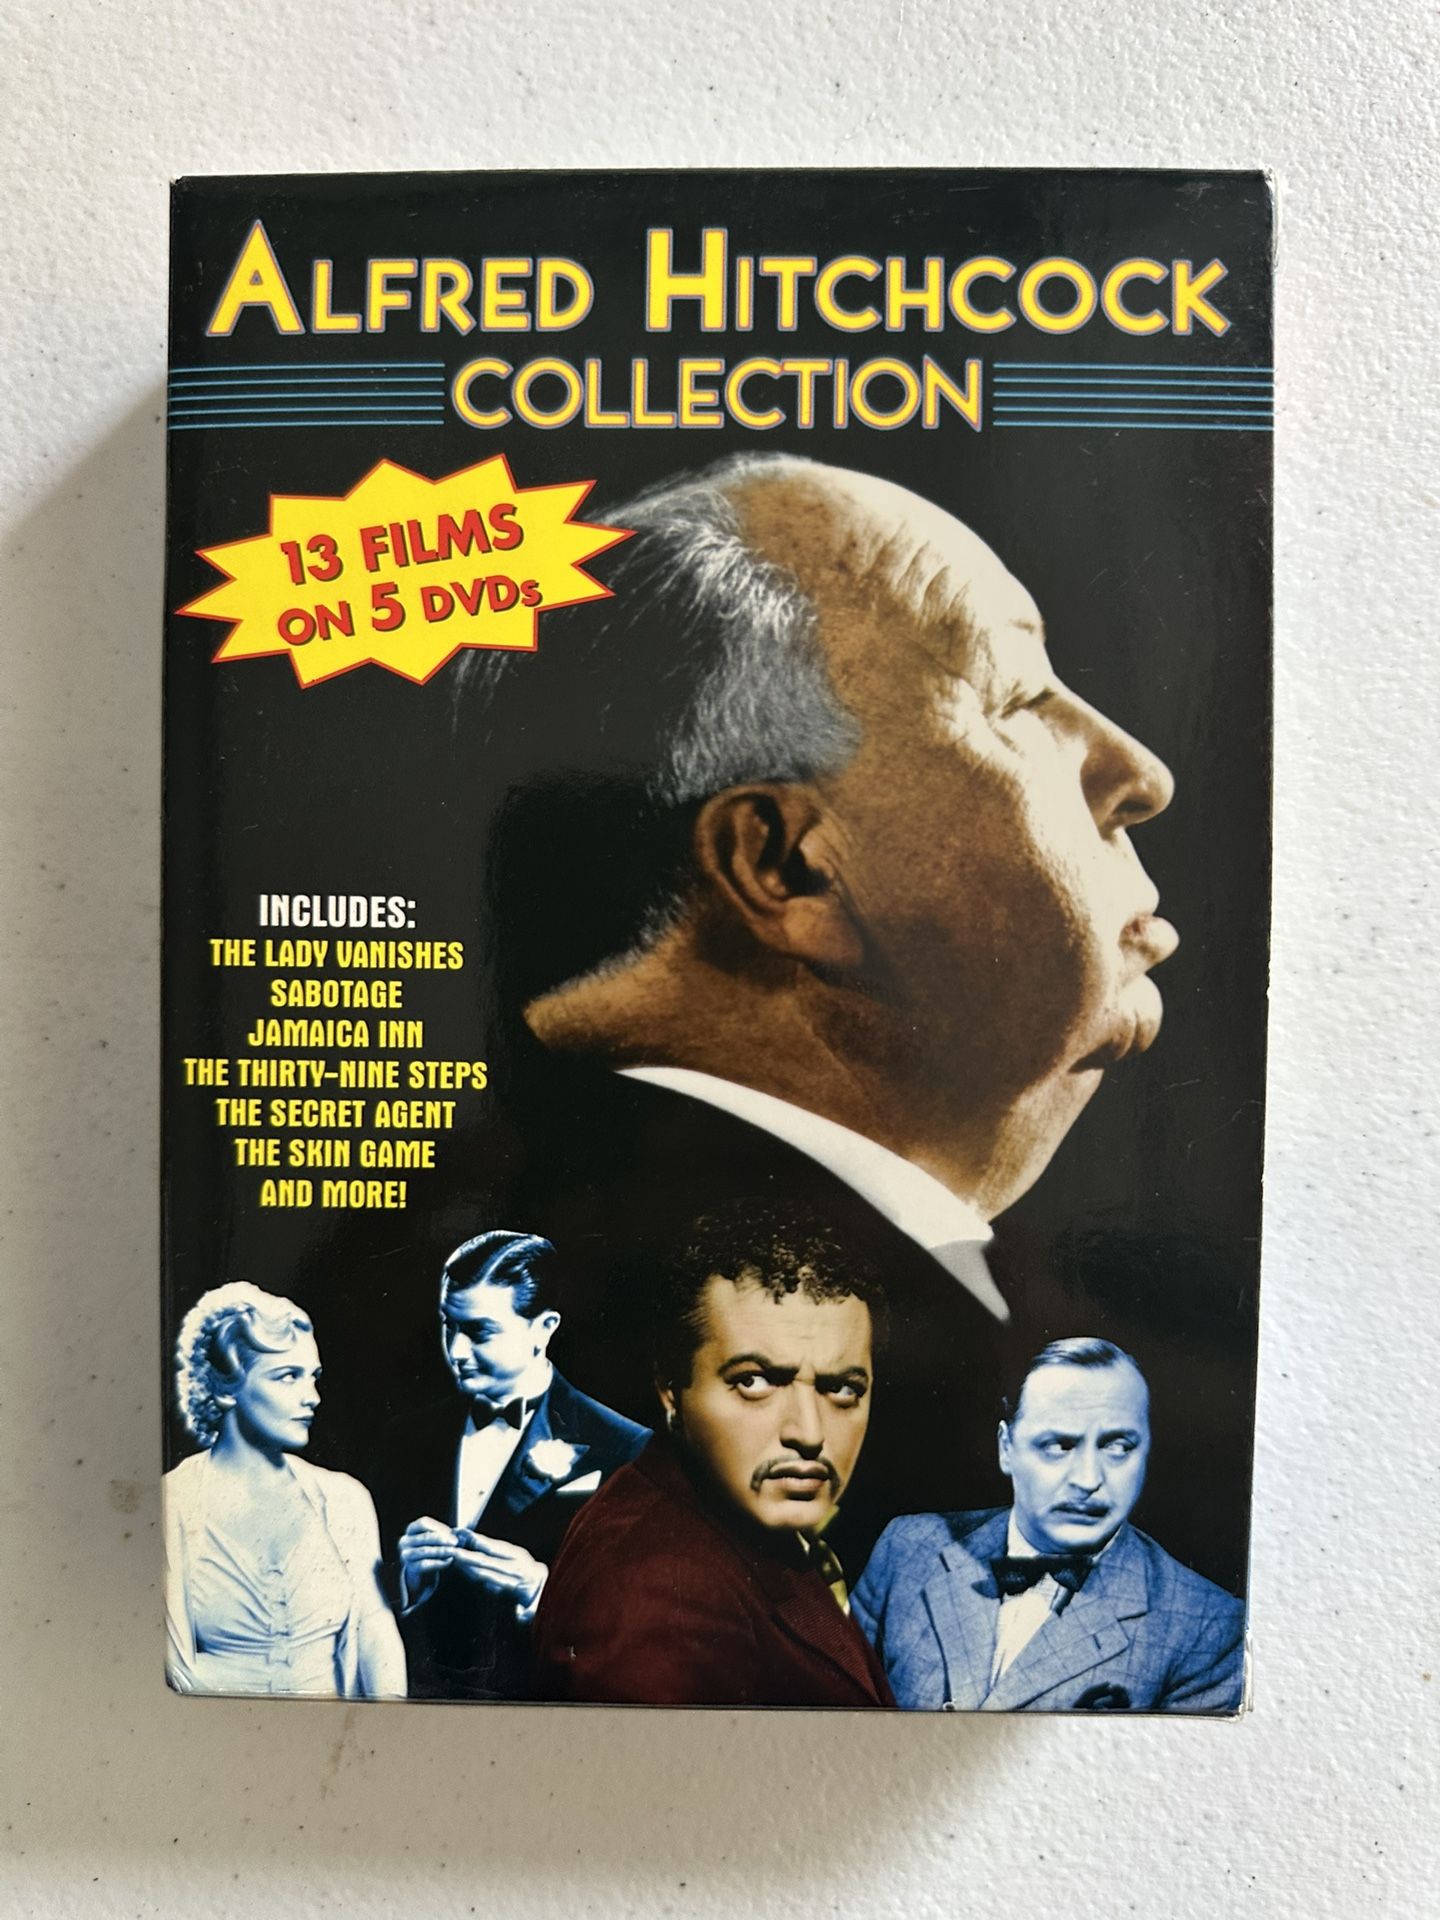 ALFRED HITCHCOCK
COLLECTION
13 FILMS
ON 5 DVDs
INCLUDES:
THE LADY VANISHES
SABOTAGE
JAMAICA INN
THE THIRTY-NINE STEPS
THE SECRET AGENT
THE SKIN GAME
AND MORE!